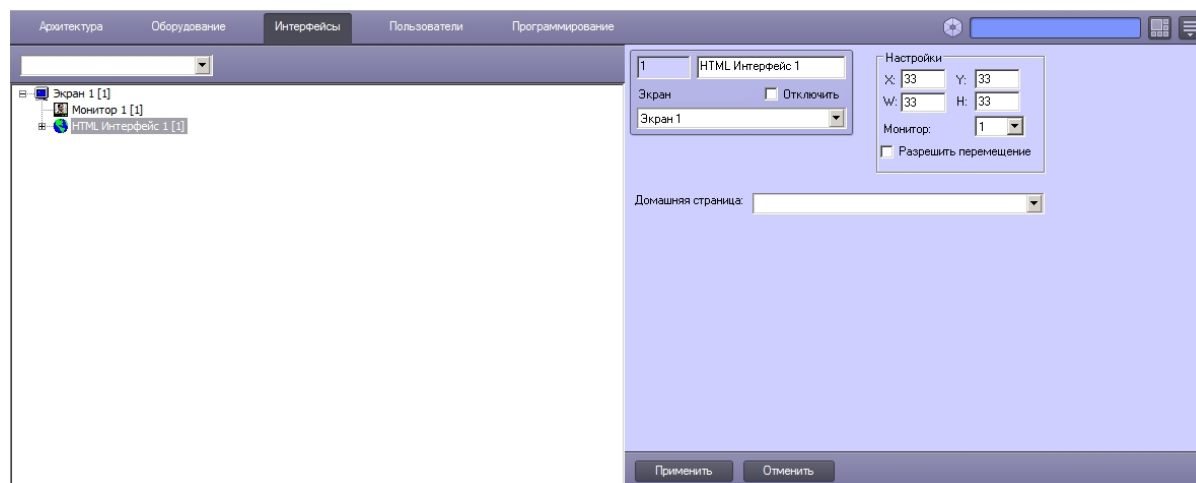 Архитектура Оборудование Интерфейсы Пользователи Программирование
Экран 1 [1]
Монитор 1 [1]
HTML Интерфейс 1 [1]
1 HTML Интерфейс 1
Экран Отключить
Экран 1
Настройки
X: 33 Y: 33
W: 33 H: 33
Монитор: 1
Разрешить перемещение
Домашняя страница:
Применить Отменить